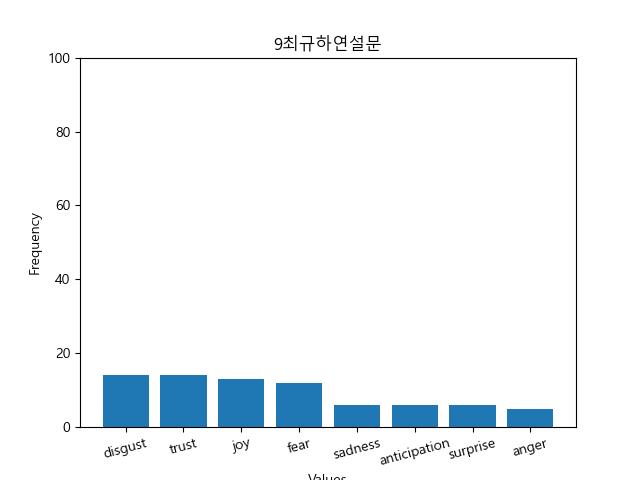 9최규하연설문
100
80
60
40
20
0
Frequency
disgust trust joy fear sadness anticipation surprise anger
Values